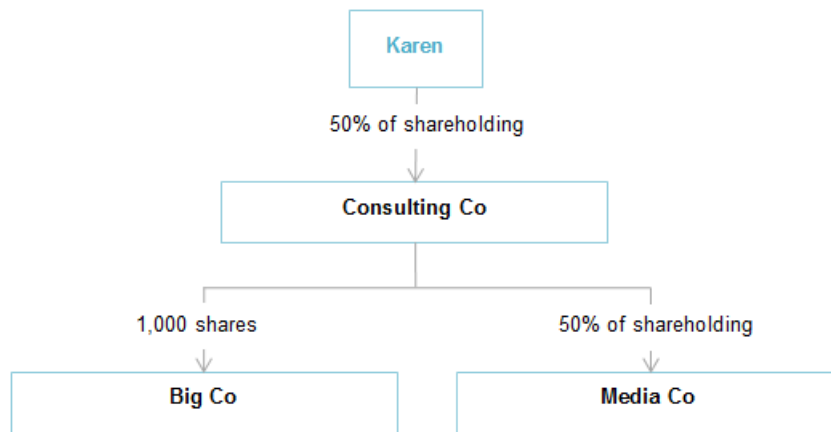 Karen
50% of shareholding
Consulting Co
1,000 shares
50% of shareholding
Big Co
Media Co